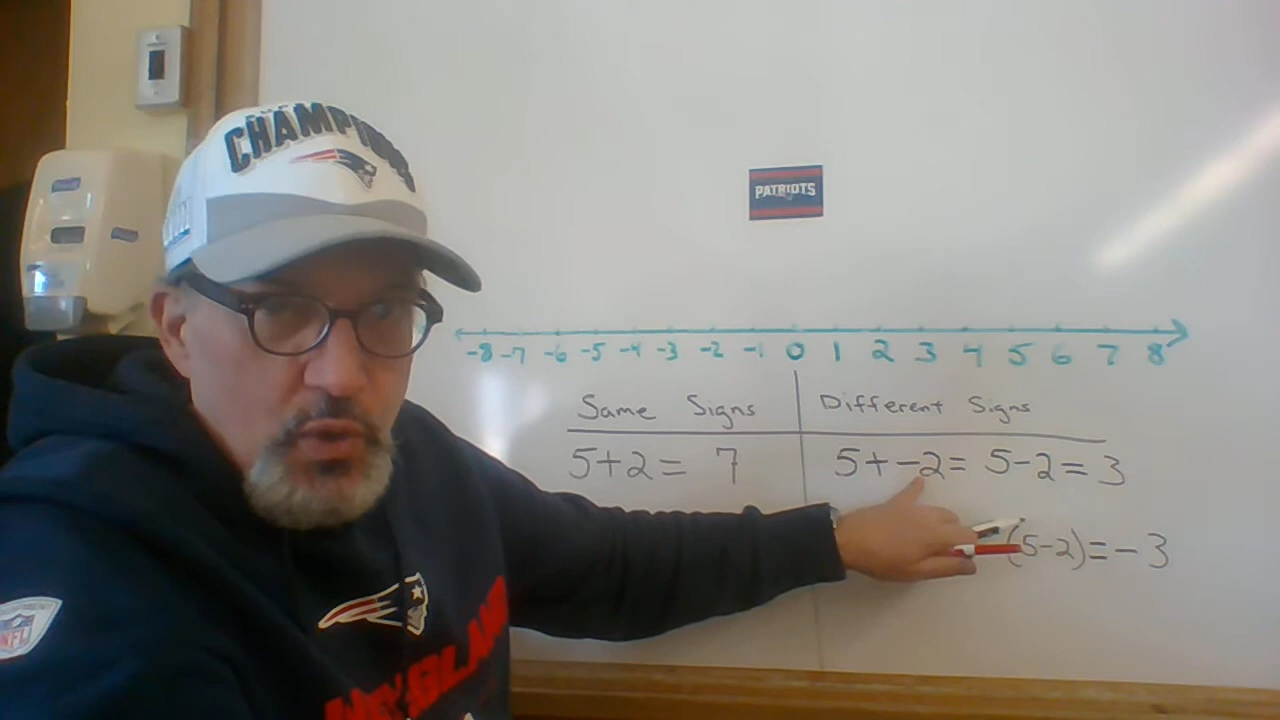 CHAMPIONS
PATRIOTS
-8 -7 -6 -5 -4 -3 -2 -1 0 1 2 3 4 5 6 7 8
Same Signs
Different Signs
5+2= 7
5+-2= 5-2=3
(5-2)=-3
NFL